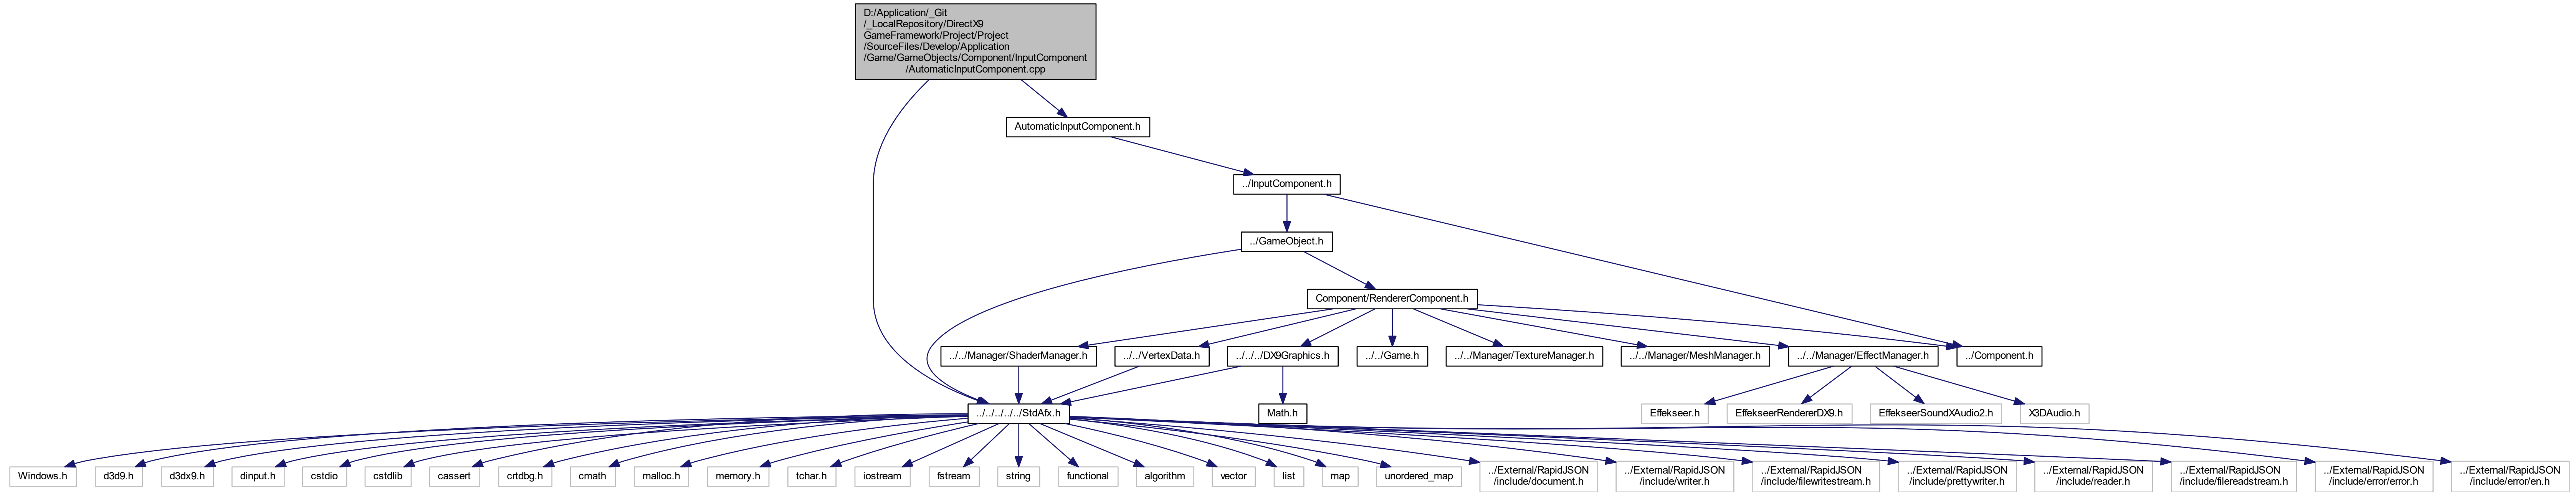 D:/Application/_Git
/_LocalRepository/DirectX9
GameFramework/Project/Project
/SourceFiles/Develop/Application
/Game/GameObjects/Component/InputComponent
/AutomaticInputComponent.cpp
AutomaticInputComponent.h
../InputComponent.h
../GameObject.h
Component/RendererComponent.h
../../Manager/ShaderManager.h
../../VertexData.h
../../../DX9Graphics.h
../../Game.h
../../Manager/TextureManager.h
../../Manager/MeshManager.h
../../Manager/EffectManager.h
../Component.h
../../../../../StdAfx.h
Math.h
Effekseer.h
EffekseerRendererDX9.h
EffekseerSoundXAudio2.h
X3DAudio.h
Windows.h
d3d9.h
d3dx9.h
dinput.h
cstdio
cstdlib
cassert
crtdbg.h
cmath
malloc.h
memory.h
tchar.h
iostream
fstream
string
functional
algorithm
vector
list
map
unordered_map
../External/RapidJSON
/include/document.h
../External/RapidJSON
/include/writer.h
../External/RapidJSON
/include/filewritestream.h
../External/RapidJSON
/include/prettywriter.h
../External/RapidJSON
/include/reader.h
../External/RapidJSON
/include/filereadstream.h
../External/RapidJSON
/include/error/error.h
../External/RapidJSON
/include/error/en.h